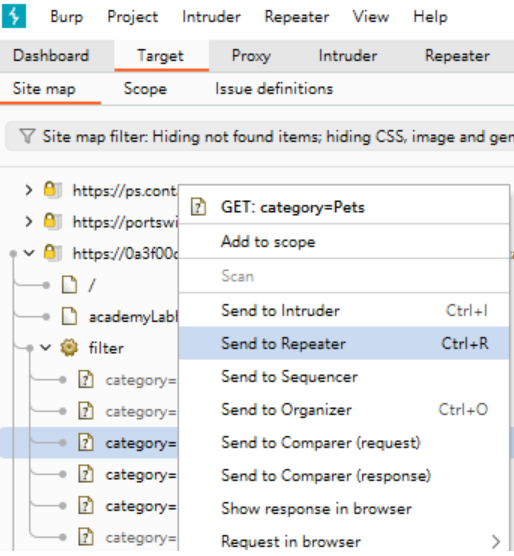 Burp Project Intruder Repeater View Help
Dashboard Target Proxy Intruder Repeater
Site map Scope Issue definitions
Site map filter: Hiding not found items; hiding CSS, image and gen
https://ps.cont
https://portswi
https://0a3f00c
/
academyLabl
filter
category=
category=
category=
category=
category=
category=
GET: category=Pets
Add to scope
Scan
Send to Intruder Ctrl+I
Send to Repeater Ctrl+R
Send to Sequencer
Send to Organizer Ctrl+O
Send to Comparer (request)
Send to Comparer (response)
Show response in browser
Request in browser